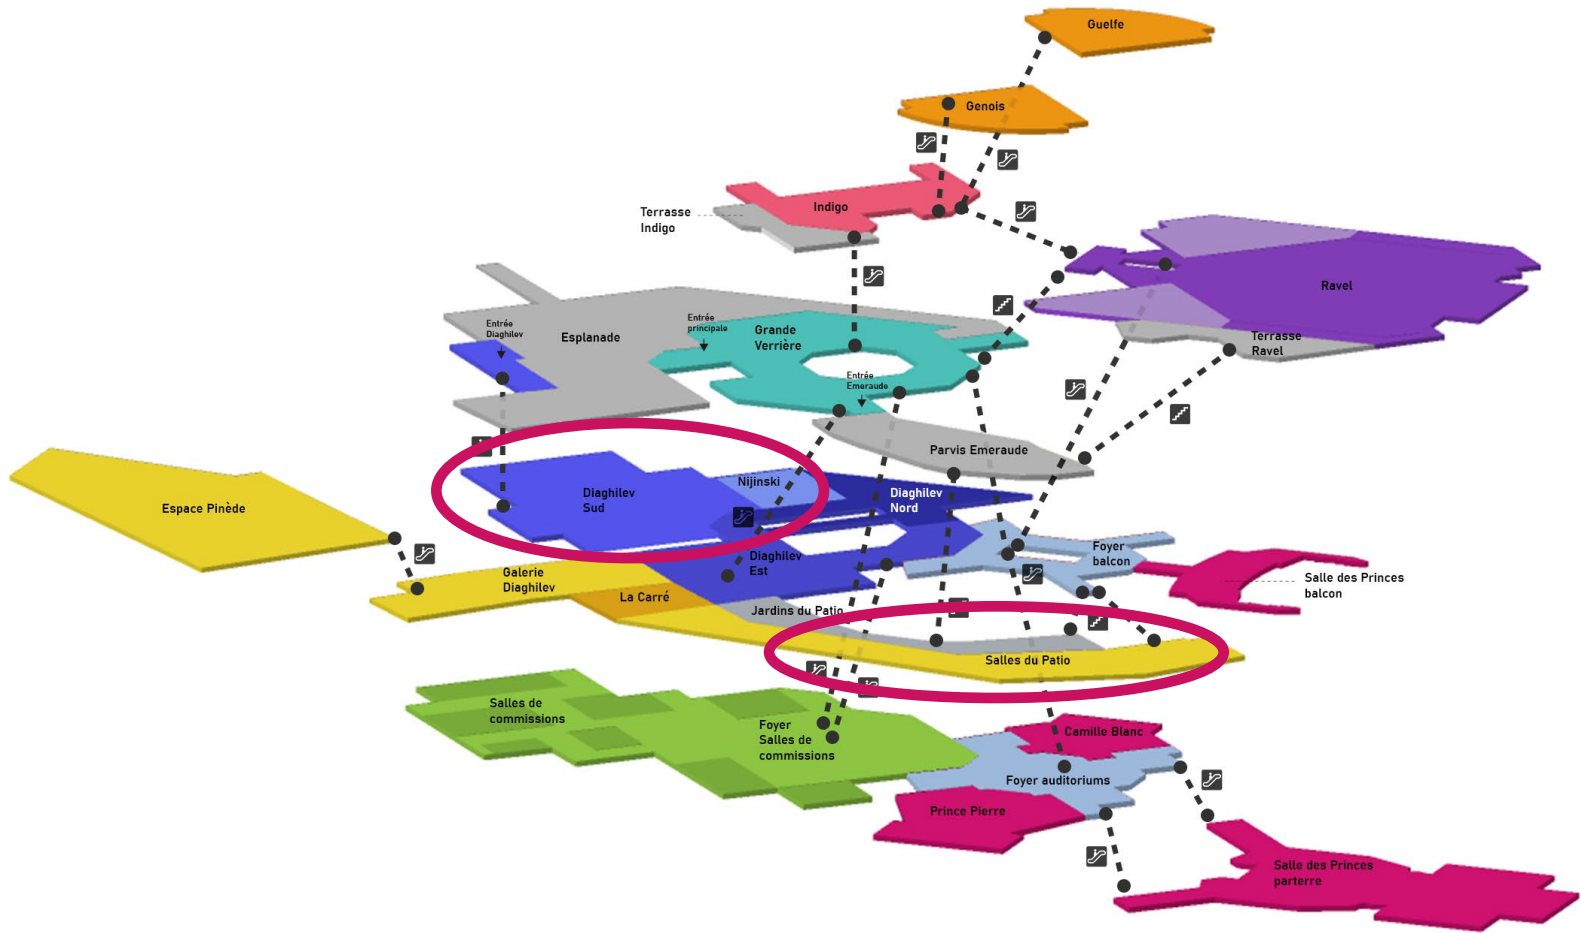 Guelfe
Genois
Indigo
Terrasse
Indigo
Ravel
Terrasse
Ravel
Entrée
Diaghilev
Esplanade
Entrée
principale
Grande
Verrière
Entrée
Emeraude
Parvis Emeraude
Espace Pinède
Diaghilev
Sud
Nijinski
Diaghilev
Nord
Diaghilev
Est
Foyer
balcon
Salle des Princes
balcon
Galerie
Diaghilev
La Carré
Jardins du Patio
Salles du Patio
Salles de
commissions
Foyer
Salles de
commissions
Camille Blanc
Foyer auditoriums
Prince Pierre
Salle des Princes
parterre